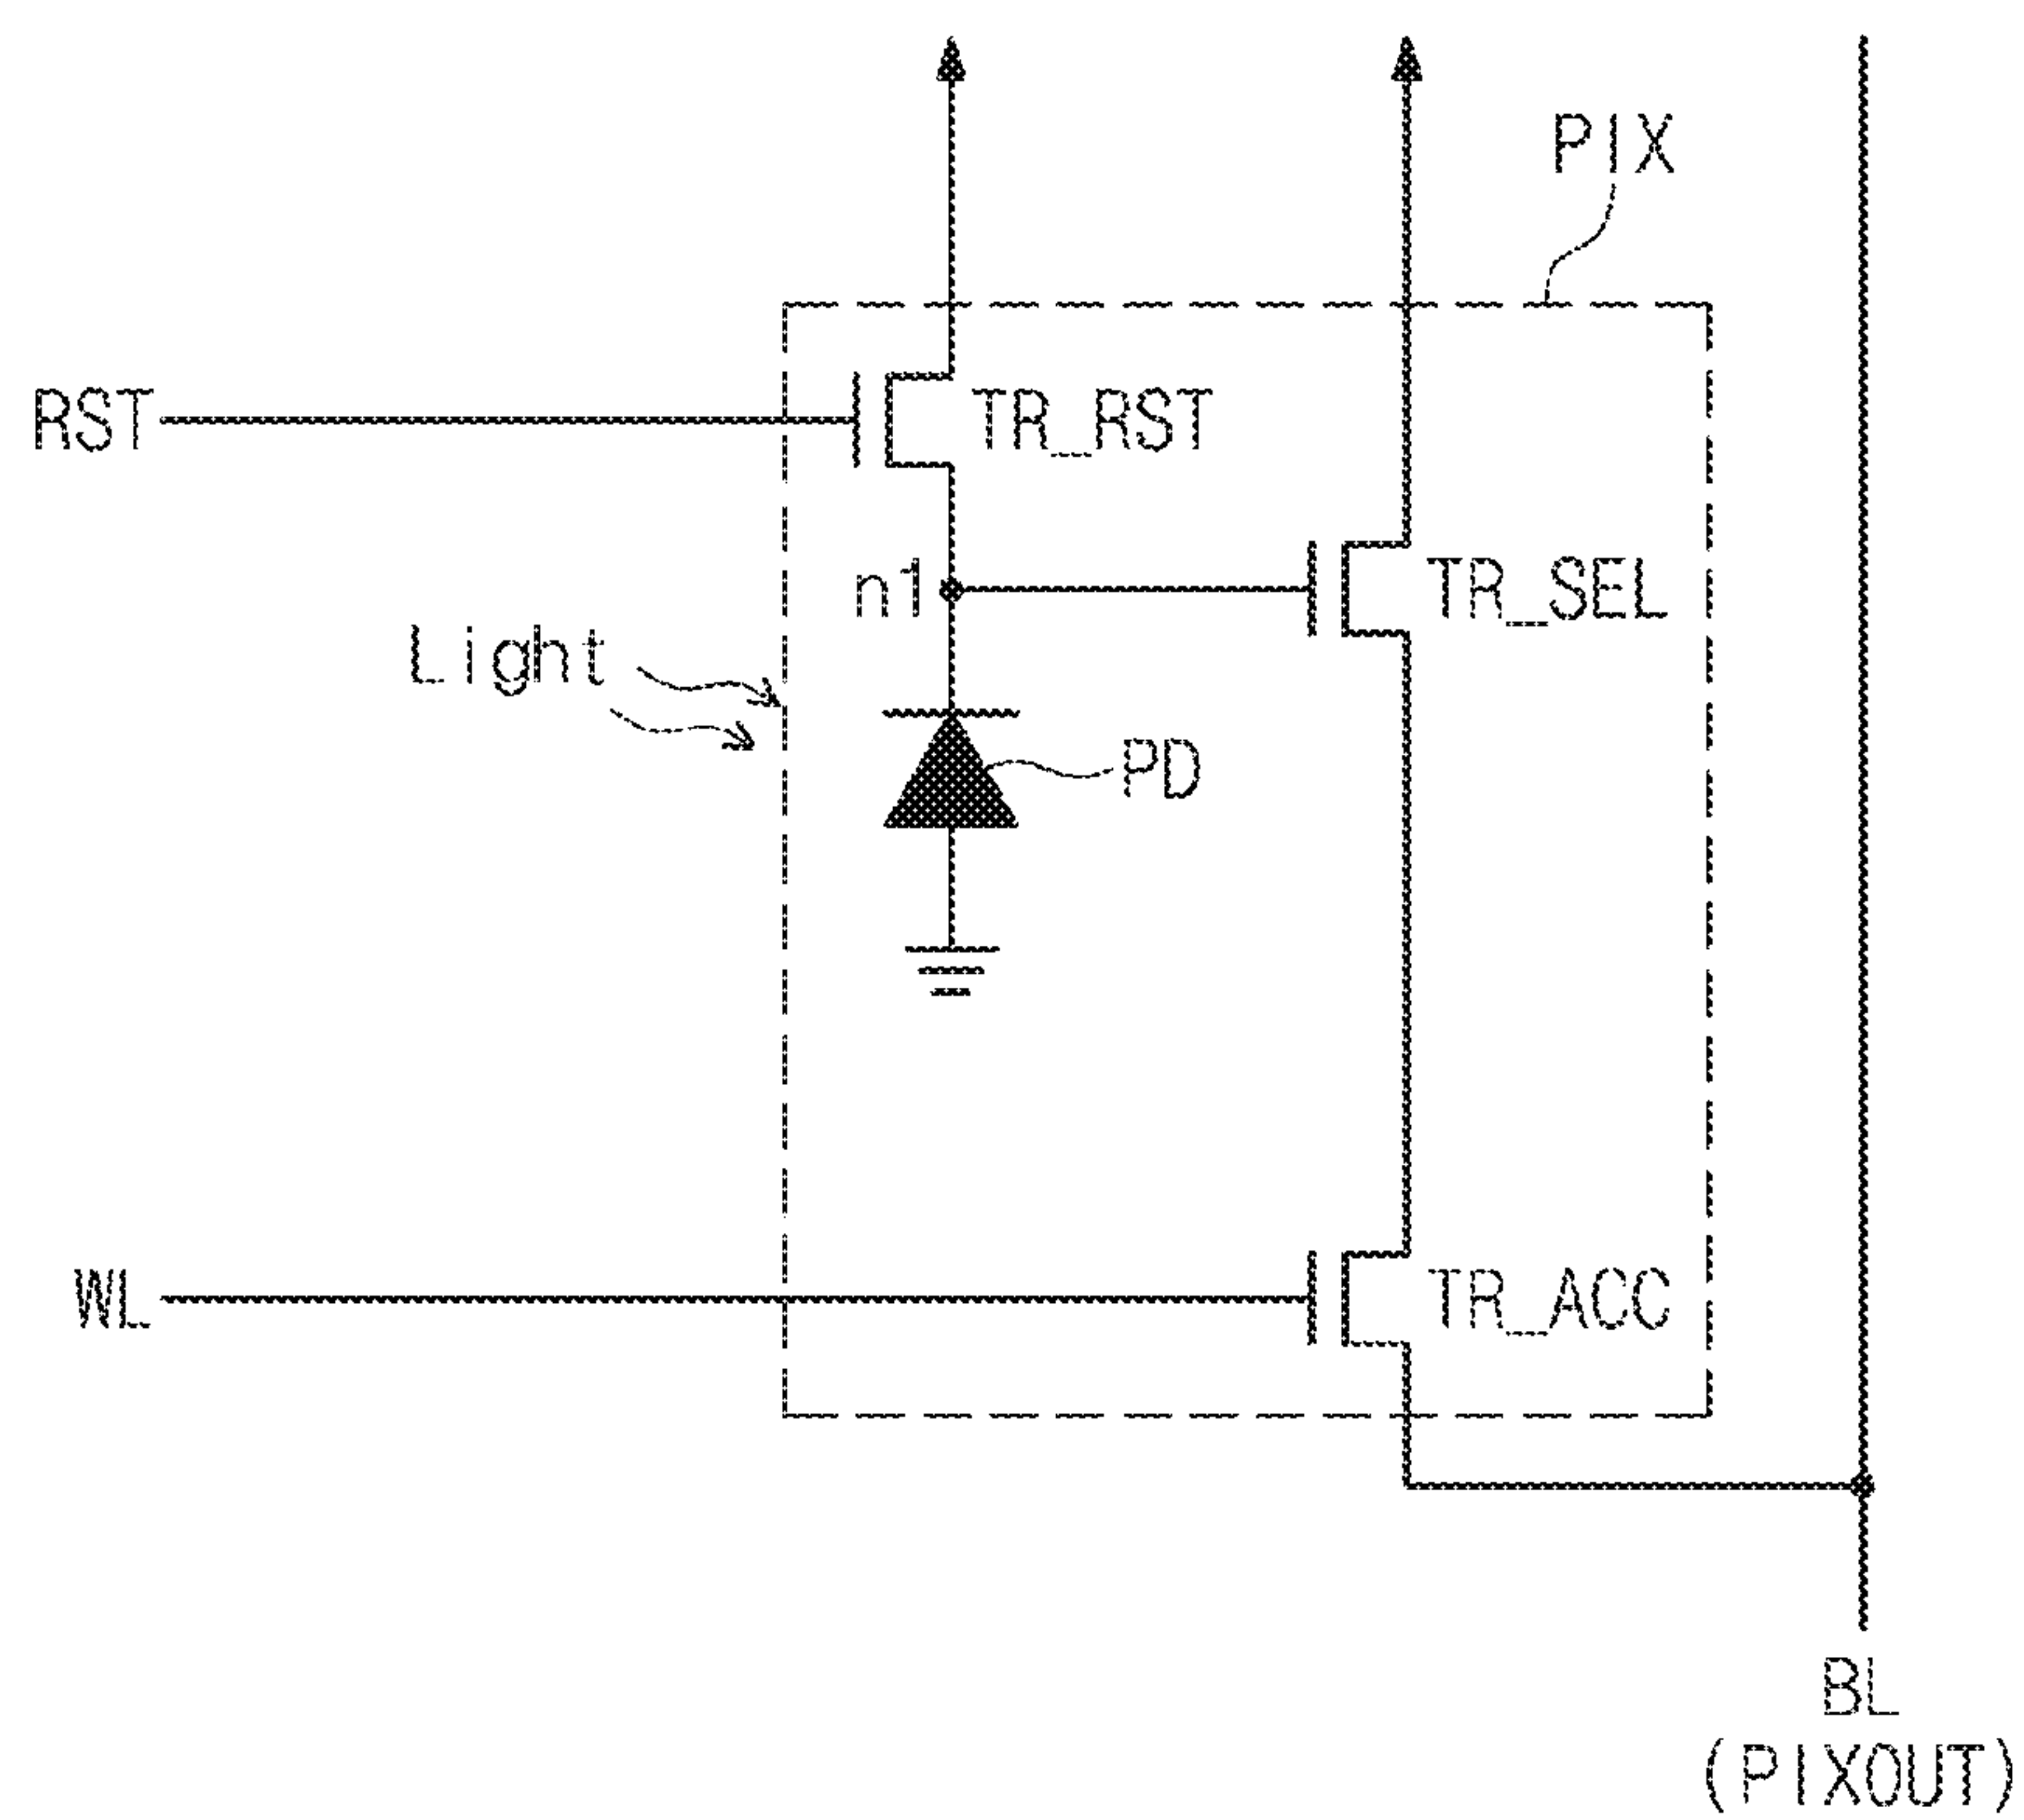 PIX
RST
TR_RST
n1
TR_SEL
Light
PD
WL
TR_ACC
BL
(PIXOUT)